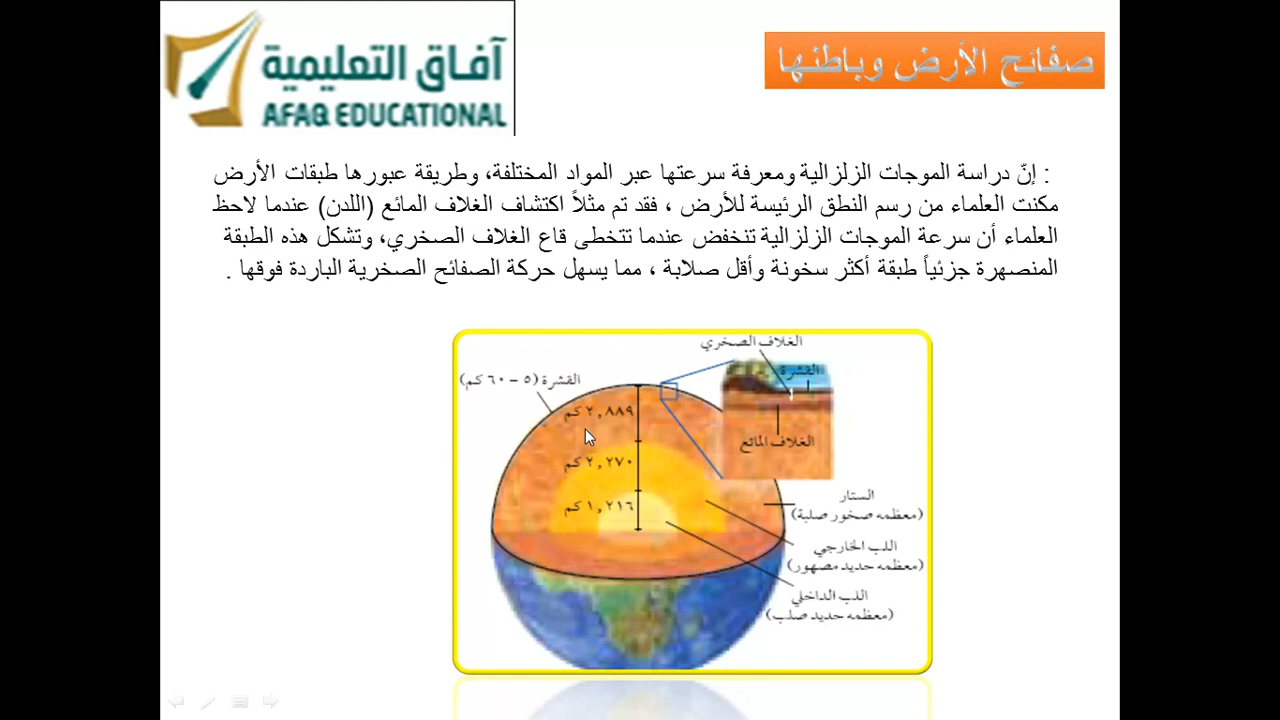 آفاق التعليمية
AFAQ EDUCATIONAL
صفائح الأرض وباطنها
: إنّ دراسة الموجات الزلزالية ومعرفة سرعتها عبر المواد المختلفة، وطريقة عبورها طبقات الأرض
مكنت العلماء من رسم النطق الرئيسة للأرض ، فقد تم مثلاً اكتشاف الغلاف المائع (اللدن) عندما لاحظ
العلماء أن سرعة الموجات الزلزالية تنخفض عندما تتخطى قاع الغلاف الصخري، وتشكل هذه الطبقة
المنصهرة جزئياً طبقة أكثر سخونة وأقل صلابة ، مما يسهل حركة الصفائح الصخرية الباردة فوقها .
الغلاف الصخري
القشرة
القشرة (٥ - ٦٠ كم)
٢,٨٨٩ كم
الغلاف المائع
٢,٢٧٠ كم
١,٢١٦ كم
الستار
(معظمه صخور صلبة)
اللب الخارجي
(معظمه حديد مصهور)
اللب الداخلي
(معظمه حديد صلب)